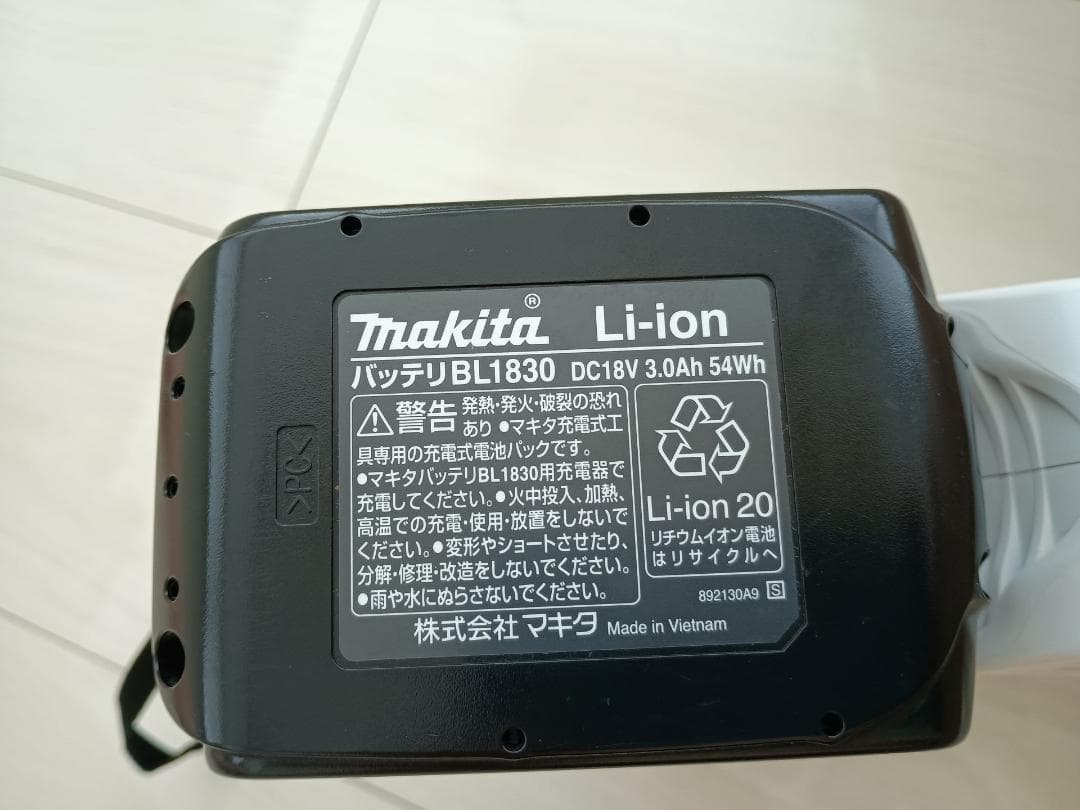 makita® Li-ion
バッテリBL1830 DC18V 3.0Ah 54Wh
警告 発熱・発火・破裂の恐れ
あり ●マキタ充電式工
具専用の充電式電池パックです。
●マキタバッテリBL1830用充電器で
充電してください。●火中投入、加熱、
高温での充電・使用・放置をしないで
ください。●変形やショートさせたり、
分解・修理・改造をしないでください。
●雨や水にぬらさないでください。
Li-ion 20
リチウムイオン電池
はリサイクルへ
892130A9 S
株式会社マキタ Made in Vietnam
>PC<